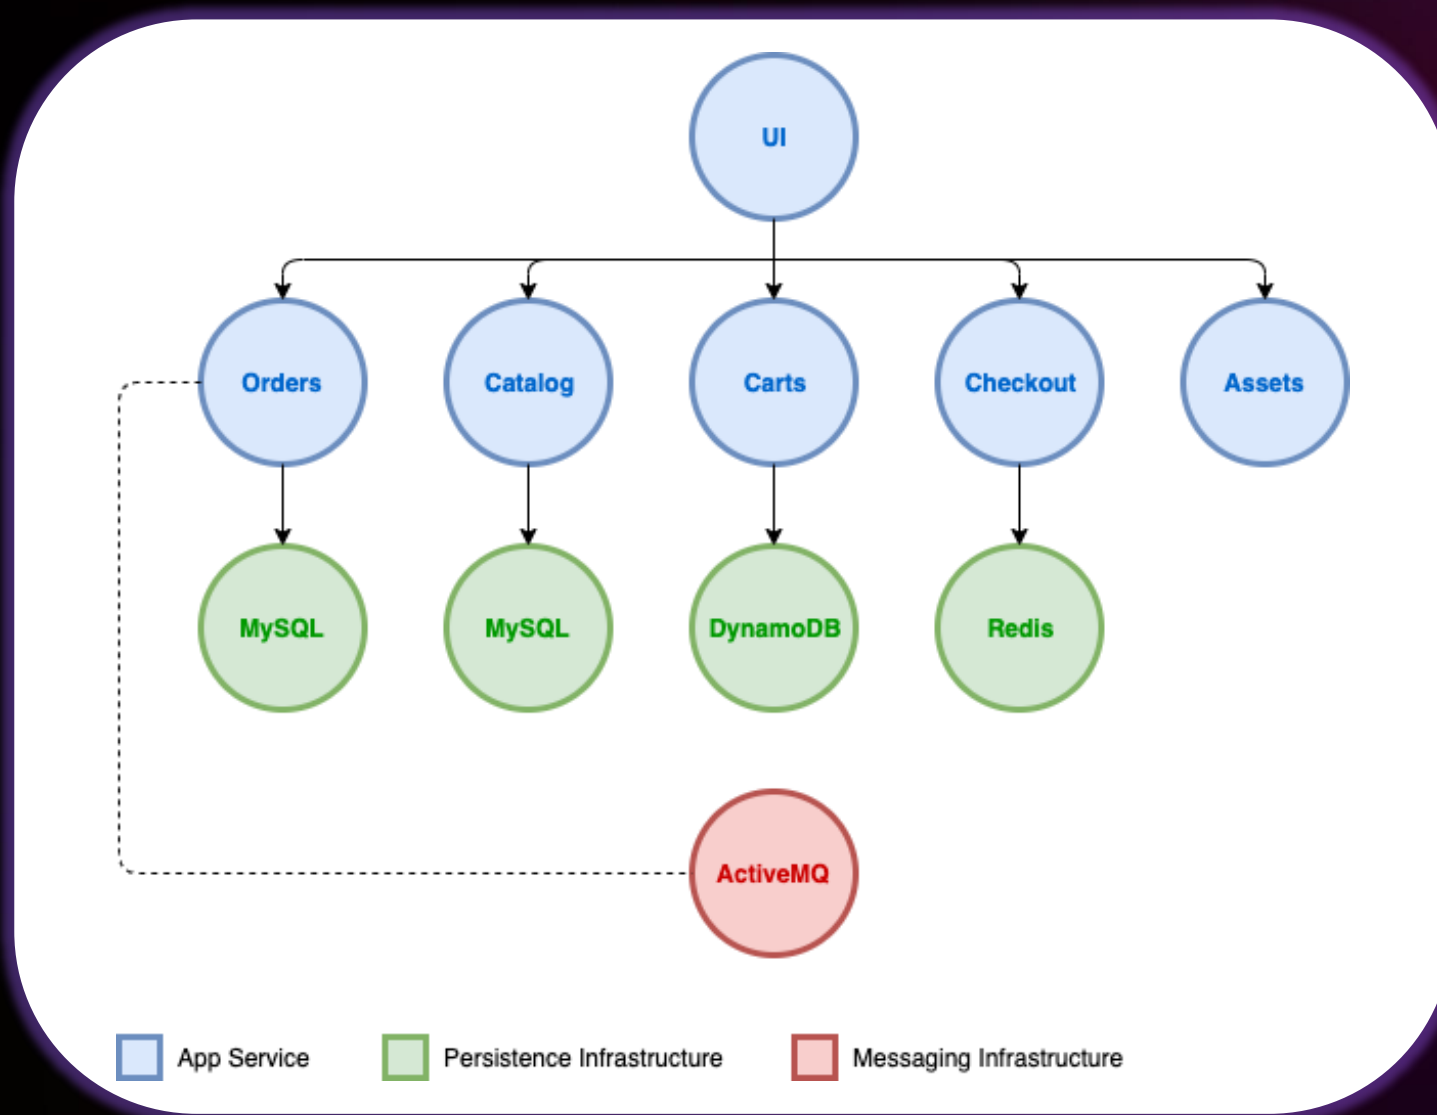 UI
Orders
Catalog
Carts
Checkout
Assets
MySQL
MySQL
DynamoDB
Redis
ActiveMQ
App Service
Persistence Infrastructure
Messaging Infrastructure